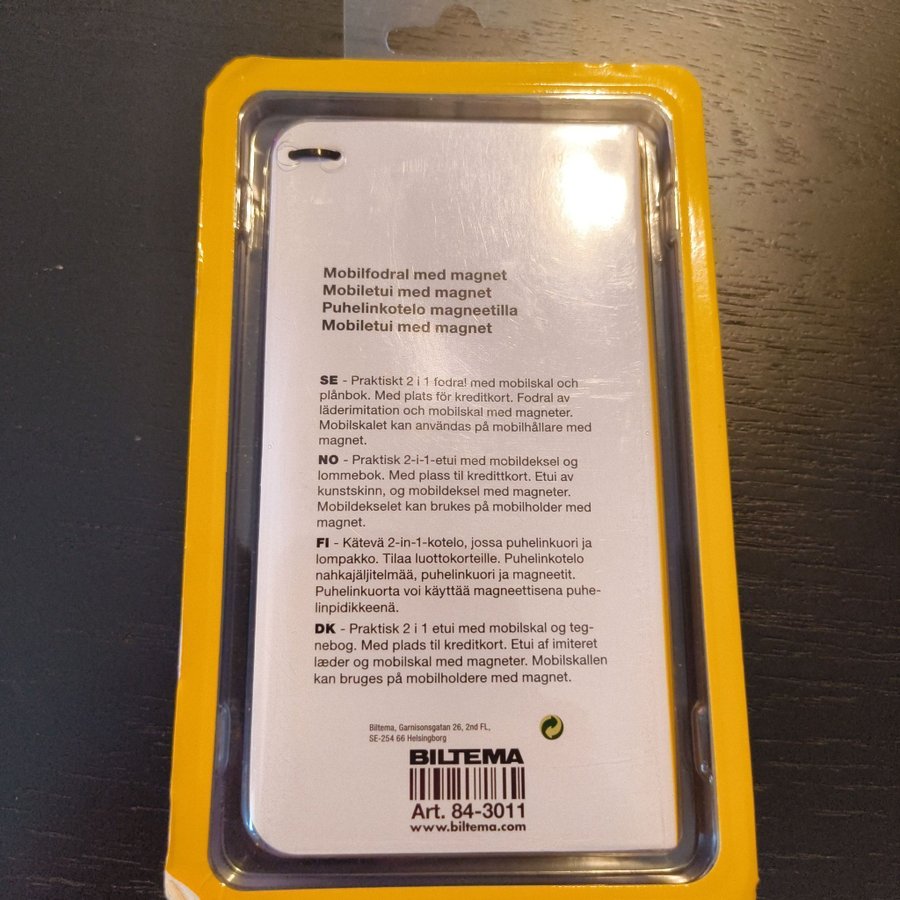 Mobilfodral med magnet
Mobiletui med magnet
Puhelinkotelo magneetilla
Mobiletui med magnet
SE - Praktiskt 2 i 1 fodral med mobilskal och
plånbok. Med plats för kreditkort. Fodral av
läderimitation och mobilskal med magneter.
Mobilskalet kan användas på mobilhållare med
magnet.
NO - Praktisk 2-i-1-etui med mobildeksel og
lommebok. Med plass til kredittkort. Etui av
kunstskinn, og mobildeksel med magneter.
Mobildekselet kan brukes på mobilholder med
magnet.
FI - Kätevä 2-in-1-kotelo, jossa puhelinkuori ja
lompakko. Tilaa luottokorteille. Puhelinkotelo
nahkajäljitelmää, puhelinkuori ja magneetit.
Puhelinkuorta voi käyttää magneettisena puhe-
linpidikkeenä.
DK - Praktisk 2 i 1 etui med mobilskal og teg-
nebog. Med plads til kreditkort. Etui af imiteret
læder og mobilskal med magneter. Mobilskallen
kan bruges på mobilholdere med magnet.
Biltema, Garnisonsgatan 26, 2nd FL,
SE-254 66 Helsingborg
BILTEMA
Art. 84-3011
www.biltema.com